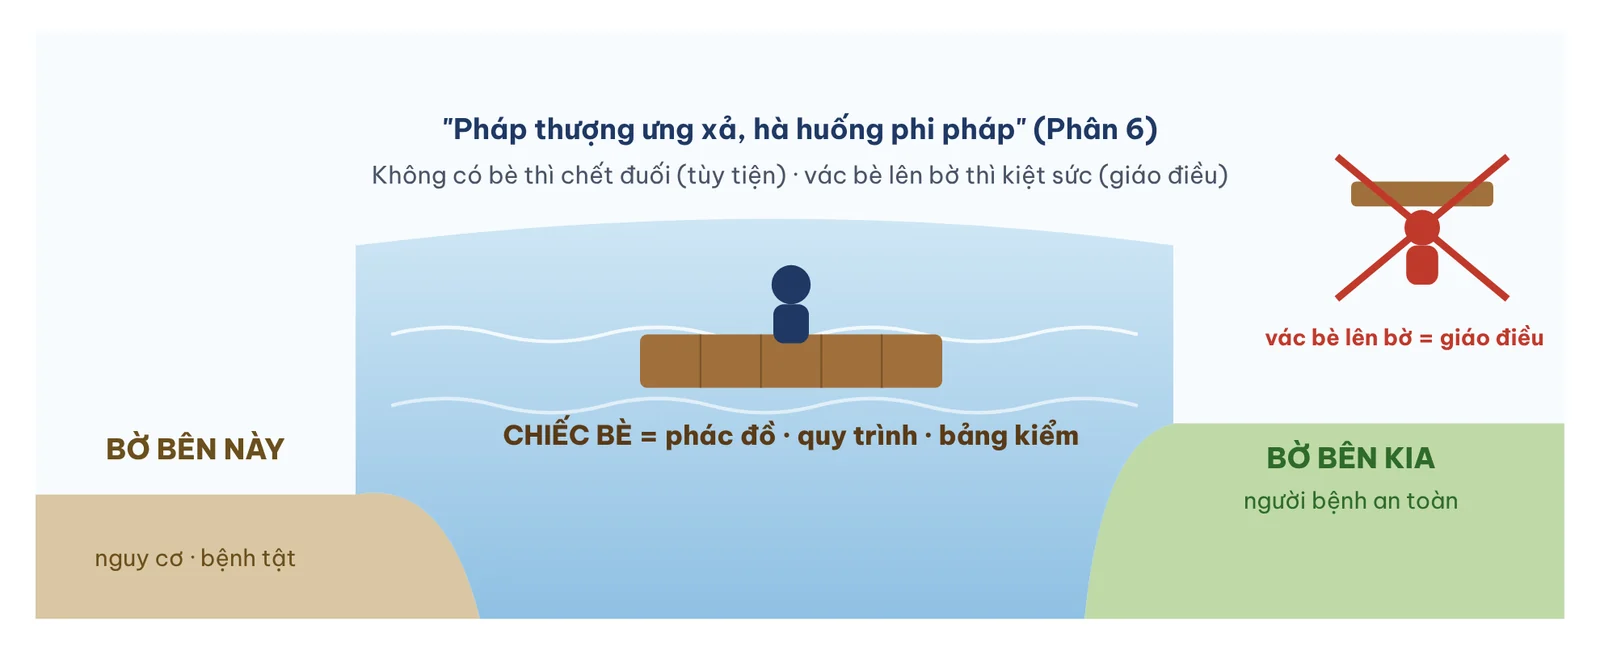 "Pháp thượng ưng xả, hà huống phi pháp" (Phân 6)
Không có bè thì chết đuối (tùy tiện) · vác bè lên bờ thì kiệt sức (giáo điều)
vác bè lên bờ = giáo điều
CHIẾC BÈ = phác đồ · quy trình · bảng kiểm
BỜ BÊN NÀY
nguy cơ · bệnh tật
BỜ BÊN KIA
người bệnh an toàn